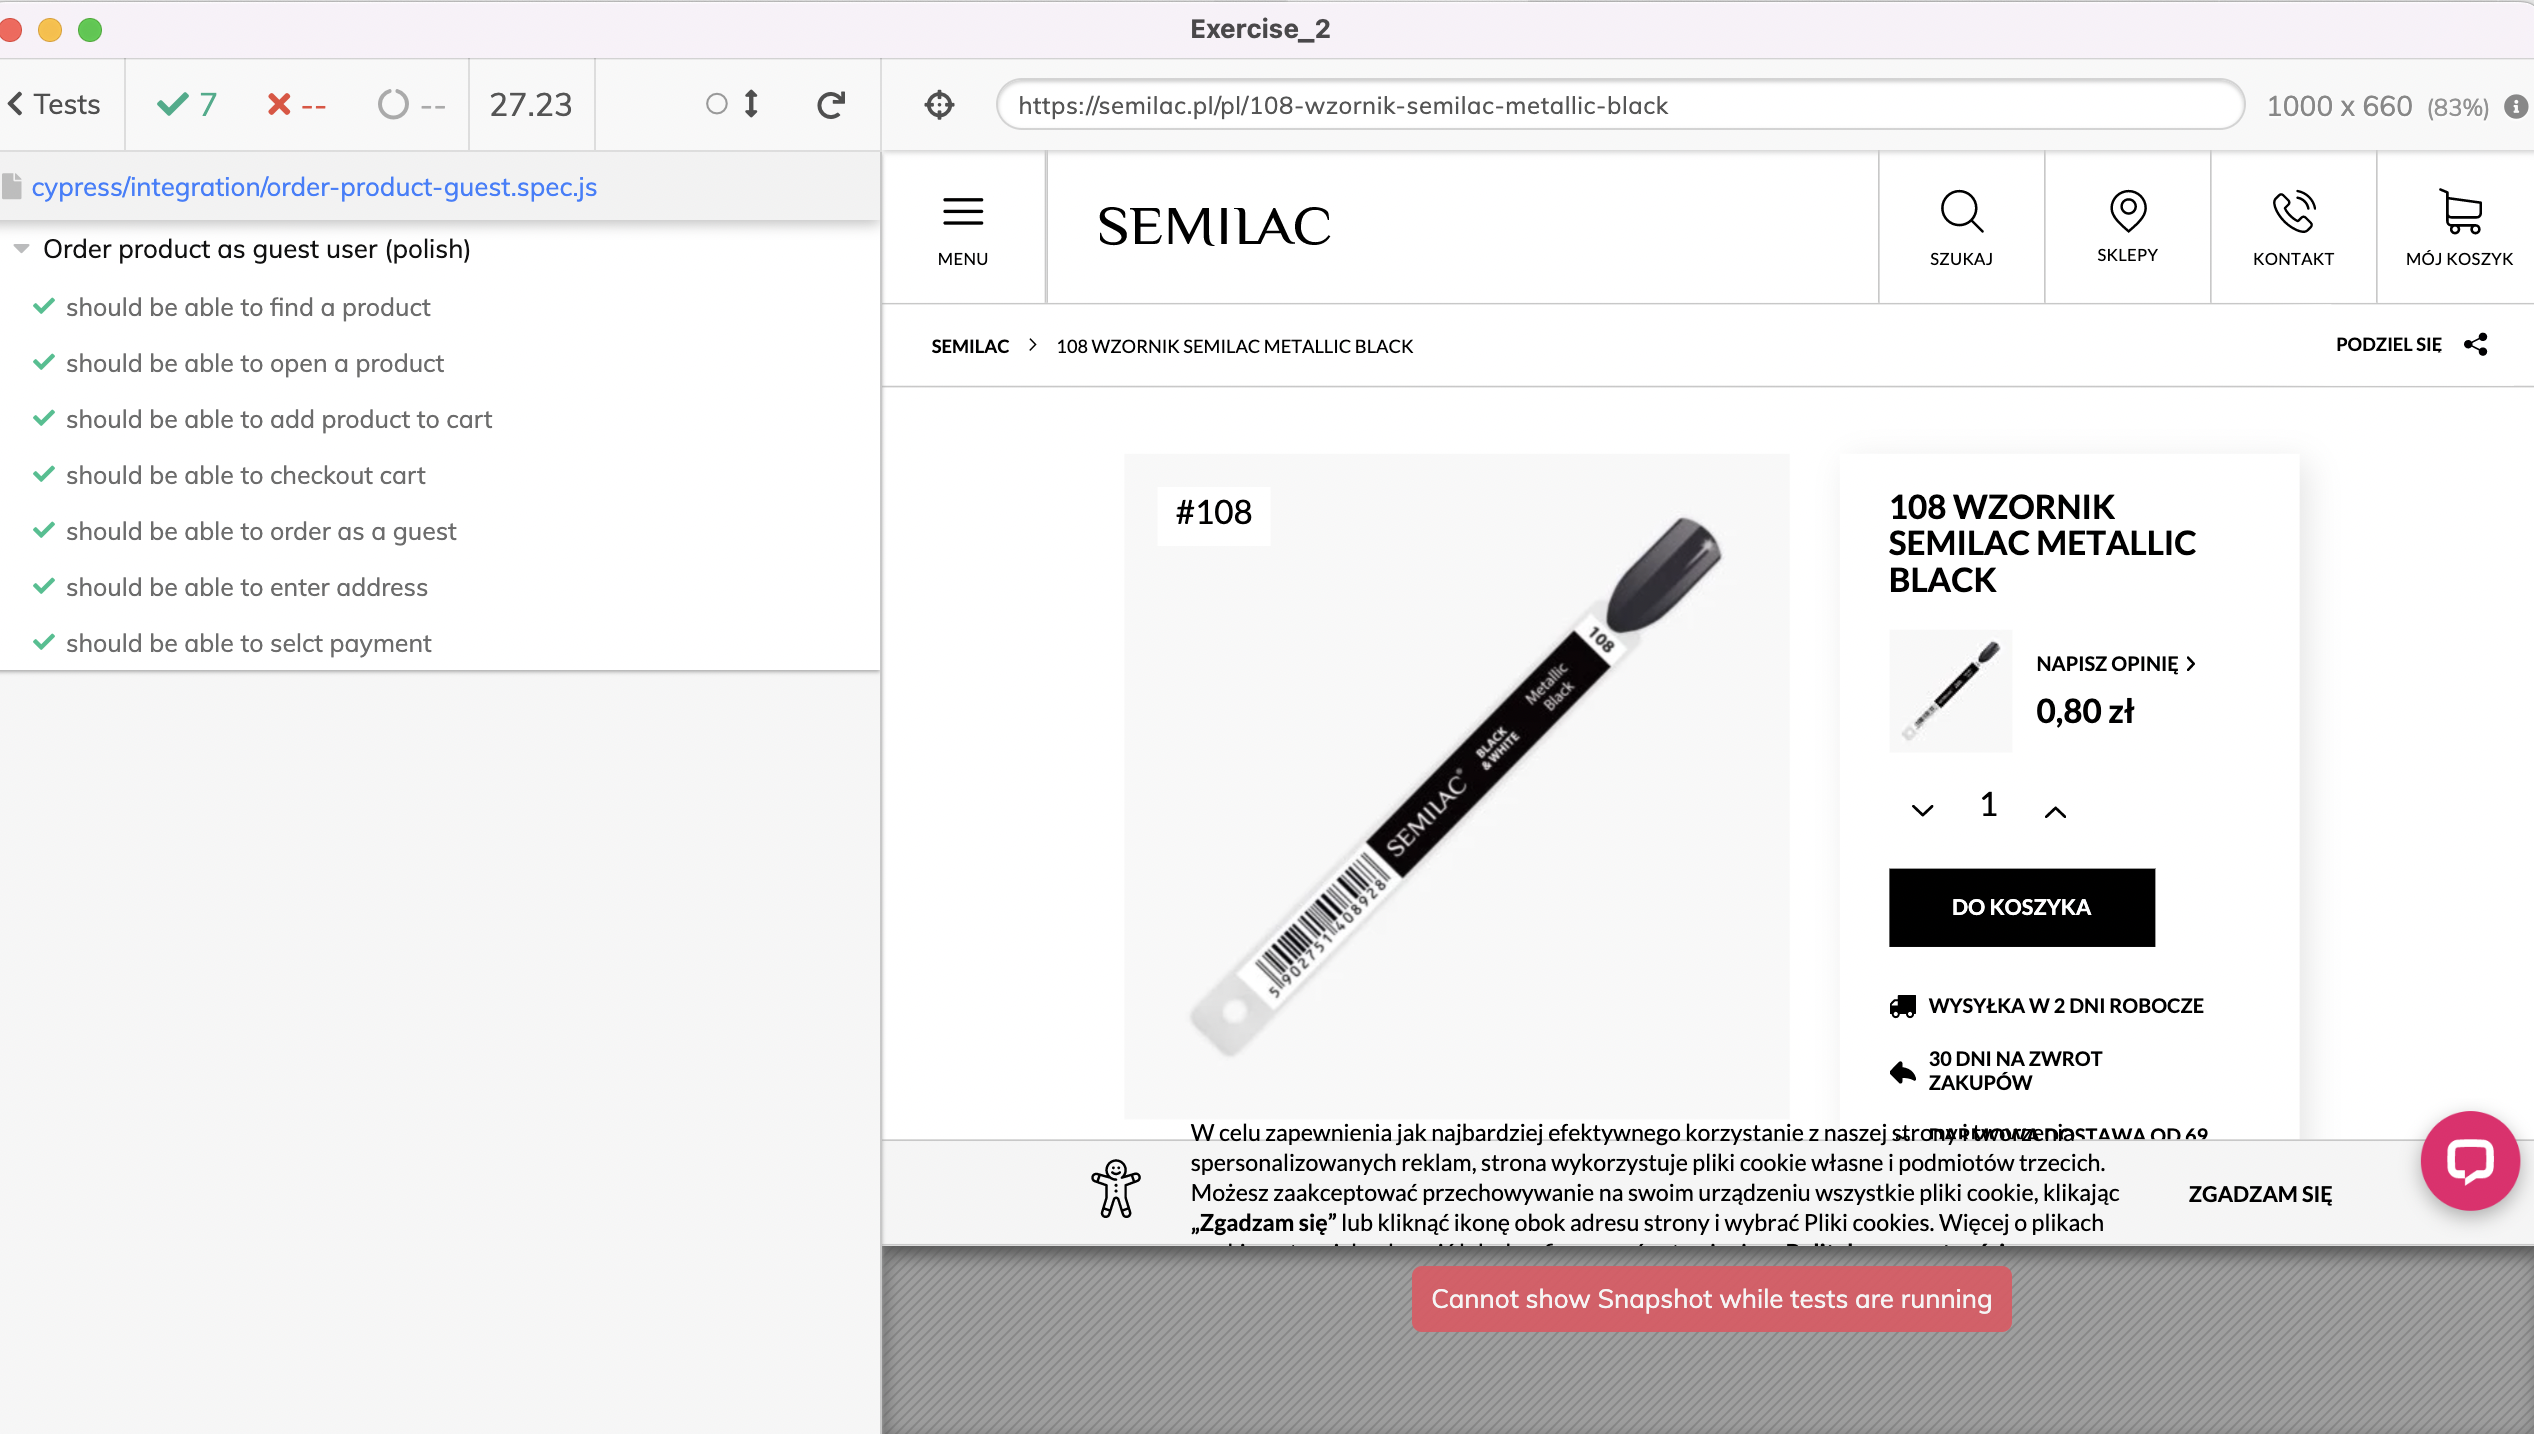 Exercise_2
Tests
7
--
--
27.23
https://semilac.pl/pl/108-wzornik-semilac-metallic-black
1000 x 660 (83%)
cypress/integration/order-product-guest.spec.js
Order product as guest user (polish)
should be able to find a product
should be able to open a product
should be able to add product to cart
should be able to checkout cart
should be able to order as a guest
should be able to enter address
should be able to selct payment
MENU
SEMILAC
SZUKAJ
SKLEPY
KONTAKT
MÓJ KOSZYK
SEMILAC > 108 WZORNIK SEMILAC METALLIC BLACK
PODZIEL SIĘ
#108
108
Metallic
Black
BLACK
& WHITE
SEMILAC®
5902751408928
108 WZORNIK
SEMILAC METALLIC
BLACK
NAPISZ OPINIĘ >
0,80 zł
1
DO KOSZYKA
WYSYŁKA W 2 DNI ROBOCZE
30 DNI NA ZWROT
ZAKUPÓW
DARMOWA DOSTAWA OD 69
W celu zapewnienia jak najbardziej efektywnego korzystanie z naszej strony i tworzenia
spersonalizowanych reklam, strona wykorzystuje pliki cookie własne i podmiotów trzecich.
Możesz zaakceptować przechowywanie na swoim urządzeniu wszystkie pliki cookie, klikając
„Zgadzam się” lub kliknąć ikonę obok adresu strony i wybrać Pliki cookies. Więcej o plikach
ZGADZAM SIĘ
Cannot show Snapshot while tests are running